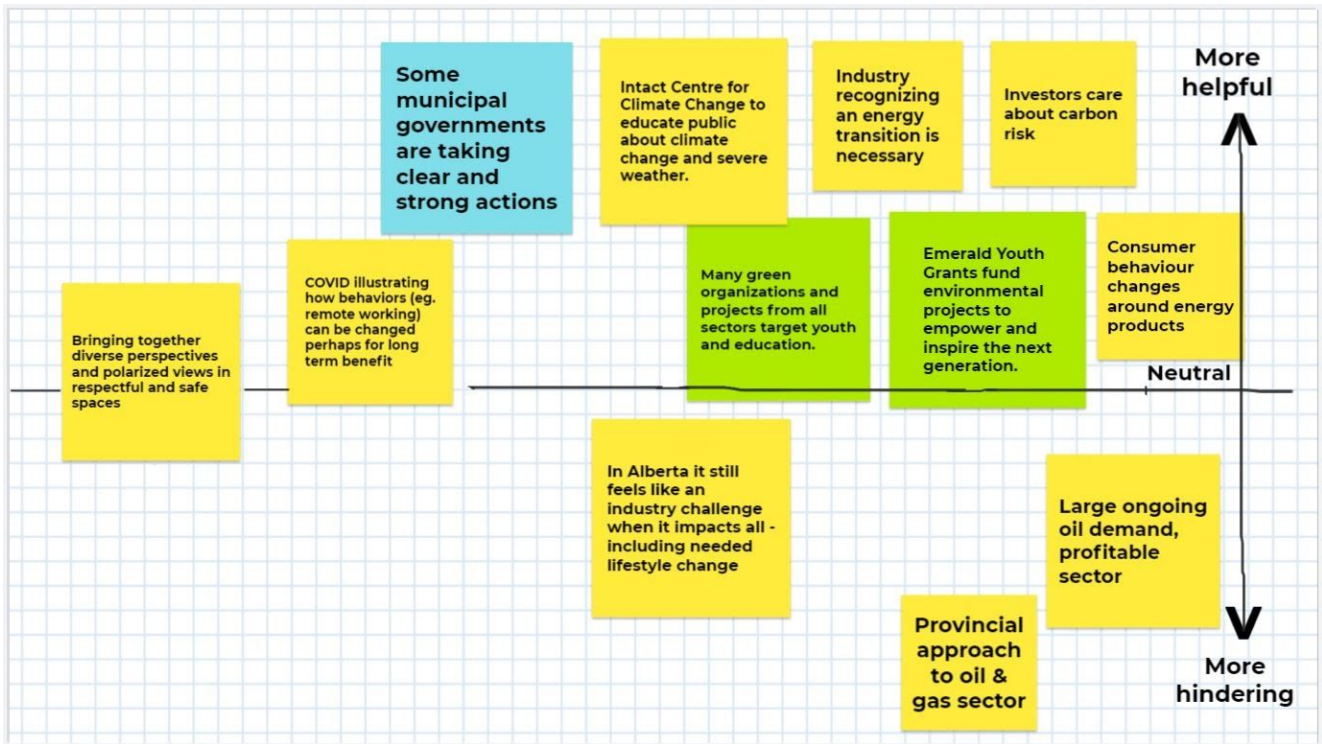 Some
municipal
governments
are taking
clear and
strong actions
Intact Centre for
Climate Change to
educate public
about climate
change and severe
weather.
Industry
recognizing
an energy
transition is
necessary
Investors care
about carbon
risk
More
helpful
Bringing together
diverse perspectives
and polarized views in
respectful and safe
spaces
COVID illustrating
how behaviors (eg.
remote working)
can be changed
perhaps for long
term benefit
Many green
organizations and
projects from all
sectors target youth
and education.
Emerald Youth
Grants fund
environmental
projects to
empower and
inspire the next
generation.
Consumer
behaviour
changes
around energy
products
Neutral
In Alberta it still
feels like an
industry challenge
when it impacts all -
including needed
lifestyle change
Large ongoing
oil demand,
profitable
sector
Provincial
approach
to oil &
gas sector
More
hindering